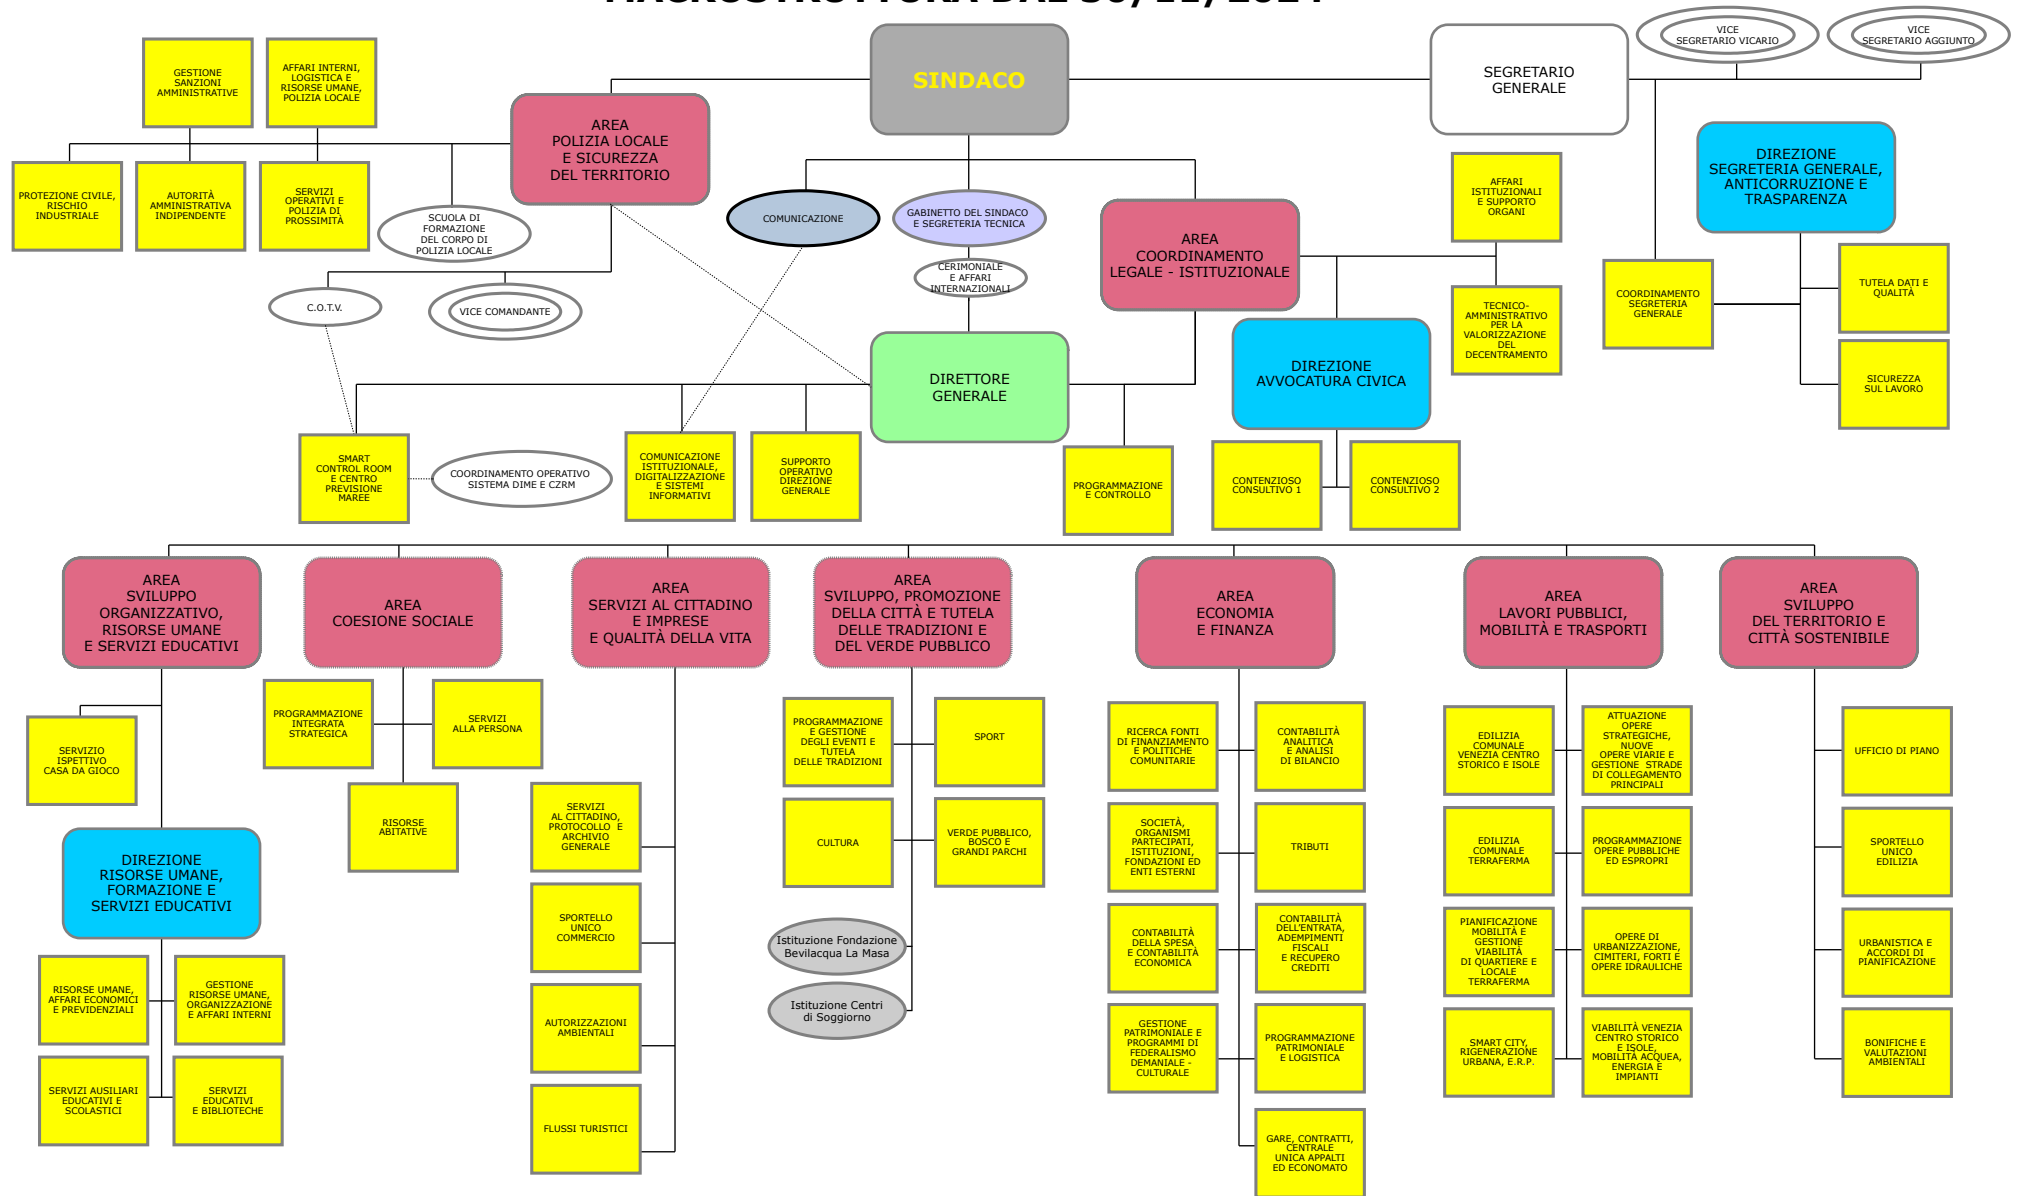 MACROSTRUTTURA DAL 30/11/2024
VICE
SEGRETARIO VICARIO
VICE
SEGRETARIO AGGIUNTO
GESTIONE
SANZIONI
AMMINISTRATIVE
AFFARI INTERNI,
LOGISTICA E
RISORSE UMANE,
POLIZIA LOCALE
SINDACO
SEGRETARIO
GENERALE
AREA
POLIZIA LOCALE
E SICUREZZA
DEL TERRITORIO
DIREZIONE
SEGRETERIA GENERALE,
ANTICORRUZIONE E
TRASPARENZA
PROTEZIONE CIVILE,
RISCHIO
INDUSTRIALE
AUTORITÀ
AMMINISTRATIVA
INDIPENDENTE
SERVIZI
OPERATIVI E
POLIZIA DI
PROSSIMITÀ
SCUOLA DI
FORMAZIONE
DEL CORPO DI
POLIZIA LOCALE
COMUNICAZIONE
GABINETTO DEL SINDACO
E SEGRETERIA TECNICA
CERIMONIALE
E AFFARI
INTERNAZIONALI
AREA
COORDINAMENTO
LEGALE - ISTITUZIONALE
AFFARI
ISTITUZIONALI
E SUPPORTO
ORGANI
TECNICO-
AMMINISTRATIVO
PER LA
VALORIZZAZIONE
DEL
DECENTRAMENTO
COORDINAMENTO
SEGRETERIA
GENERALE
TUTELA DATI E
QUALITÀ
SICUREZZA
SUL LAVORO
C.O.T.V.
VICE COMANDANTE
DIRETTORE
GENERALE
DIREZIONE
AVVOCATURA CIVICA
SMART
CONTROL ROOM
E CENTRO
PREVISIONE
MAREE
COORDINAMENTO OPERATIVO
SISTEMA DIME E CZRM
COMUNICAZIONE
ISTITUZIONALE,
DIGITALIZZAZIONE
E SISTEMI
INFORMATIVI
SUPPORTO
OPERATIVO
DIREZIONE
GENERALE
PROGRAMMAZIONE
E CONTROLLO
CONTENZIOSO
CONSULTIVO 1
CONTENZIOSO
CONSULTIVO 2
AREA
SVILUPPO
ORGANIZZATIVO,
RISORSE UMANE
E SERVIZI EDUCATIVI
AREA
COESIONE SOCIALE
AREA
SERVIZI AL CITTADINO
E IMPRESE
E QUALITÀ DELLA VITA
AREA
SVILUPPO, PROMOZIONE
DELLA CITTÀ E TUTELA
DELLE TRADIZIONI E
DEL VERDE PUBBLICO
AREA
ECONOMIA
E FINANZA
AREA
LAVORI PUBBLICI,
MOBILITÀ E TRASPORTI
AREA
SVILUPPO
DEL TERRITORIO E
CITTÀ SOSTENIBILE
SERVIZIO
ISPETTIVO
CASA DA GIOCO
DIREZIONE
RISORSE UMANE,
FORMAZIONE E
SERVIZI EDUCATIVI
RISORSE UMANE,
AFFARI ECONOMICI
E PREVIDENZIALI
GESTIONE
RISORSE UMANE,
ORGANIZZAZIONE
E AFFARI INTERNI
SERVIZI AUSILIARI
EDUCATIVI E
SCOLASTICI
SERVIZI
EDUCATIVI
E BIBLIOTECHE
PROGRAMMAZIONE
INTEGRATA
STRATEGICA
SERVIZI
ALLA PERSONA
RISORSE
ABITATIVE
SERVIZI
AL CITTADINO,
PROTOCOLLO  E
ARCHIVIO
GENERALE
SPORTELLO
UNICO
COMMERCIO
AUTORIZZAZIONI
AMBIENTALI
FLUSSI TURISTICI
PROGRAMMAZIONE
E GESTIONE
DEGLI EVENTI E
TUTELA
DELLE TRADIZIONI
SPORT
CULTURA
VERDE PUBBLICO,
BOSCO E
GRANDI PARCHI
Istituzione Fondazione
Bevilacqua La Masa
Istituzione Centri
di Soggiorno
RICERCA FONTI
DI FINANZIAMENTO
E POLITICHE
COMUNITARIE
CONTABILITÀ
ANALITICA
E ANALISI
DI BILANCIO
SOCIETÀ,
ORGANISMI
PARTECIPATI,
ISTITUZIONI,
FONDAZIONI ED
ENTI ESTERNI
TRIBUTI
CONTABILITÀ
DELLA SPESA
E CONTABILITÀ
ECONOMICA
CONTABILITÀ
DELL'ENTRATA,
ADEMPIMENTI
FISCALI
E RECUPERO
CREDITI
GESTIONE
PATRIMONIALE E
PROGRAMMI DI
FEDERALISMO
DEMANIALE -
CULTURALE
PROGRAMMAZIONE
PATRIMONIALE
E LOGISTICA
GARE, CONTRATTI,
CENTRALE
UNICA APPALTI
ED ECONOMATO
EDILIZIA
COMUNALE
VENEZIA CENTRO
STORICO E ISOLE
ATTUAZIONE
OPERE
STRATEGICHE,
NUOVE
OPERE VIARIE E
GESTIONE  STRADE
DI COLLEGAMENTO
PRINCIPALI
EDILIZIA
COMUNALE
TERRAFERMA
PROGRAMMAZIONE
OPERE PUBBLICHE
ED ESPROPRI
PIANIFICAZIONE
MOBILITÀ E
GESTIONE
VIABILITÀ
DI QUARTIERE E
LOCALE
TERRAFERMA
OPERE DI
URBANIZZAZIONE,
CIMITERI, FORTI E
OPERE IDRAULICHE
SMART CITY,
RIGENERAZIONE
URBANA, E.R.P.
VIABILITÀ VENEZIA
CENTRO STORICO
E ISOLE,
MOBILITÀ ACQUEA,
ENERGIA E
IMPIANTI
UFFICIO DI PIANO
SPORTELLO
UNICO
EDILIZIA
URBANISTICA E
ACCORDI DI
PIANIFICAZIONE
BONIFICHE E
VALUTAZIONI
AMBIENTALI